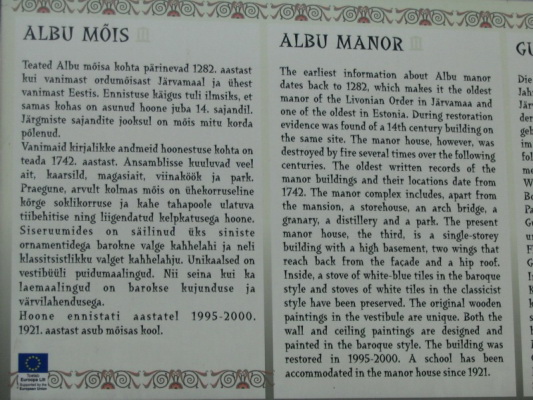 ALBU MÕIS
Teated Albu mõisa kohta pärinevad 1282. aastast
kui vanimast ordumõisast Järvamaal ja ühest
vanimast Eestis. Ennistuse käigus tuli ilmsiks, et
samas kohas on asunud hoone juba 14. sajandil.
Järgmiste sajandite jooksul on mõis mitu korda
põlenud.
Vanimaid kirjalikke andmeid hoonestuse kohta on
teada 1742. aastast. Ansamblisse kuuluvad veel
ait, kaarsild, magasiait, viinaköök ja park.
Praegune, arvult kolmas mõis on ühekorruseline
kõrge soklikorruse ja kahe tahapoole ulatuva
tiibehitise ning liigendatud kelpkatusega hoone.
Siseruumides on säilinud üks siniste
ornamentidega barokne valge kahhelahi ja neli
klassitsistlikku valget kahhelahju. Unikaalsed on
vestibüüli puidumaalingud. Nii seina kui ka
laemaalingud on barokse kujunduse ja
värvilahendusega.
Hoone ennistati aastatel 1995-2000.
1921. aastast asub mõisas kool.
ALBU MANOR
The earliest information about Albu manor
dates back to 1282, which makes it the oldest
manor of the Livonian Order in Järvamaa and
one of the oldest in Estonia. During restoration
evidence was found of a 14th century building on
the same site. The manor house, however, was
destroyed by fire several times over the following
centuries. The oldest written records of the
manor buildings and their locations date from
1742. The manor complex includes, apart from
the mansion, a storehouse, an arch bridge, a
granary, a distillery and a park. The present
manor house, the third, is a single-storey
building with a high basement, two wings that
reach back from the façade and a hip roof.
Inside, a stove of white-blue tiles in the baroque
style and stoves of white tiles in the classicist
style have been preserved. The original wooden
paintings in the vestibule are unique. Both the
wall and ceiling paintings are designed and
painted in the baroque style. The building was
restored in 1995-2000. A school has been
accommodated in the manor house since 1921.
GU
Die
Jah